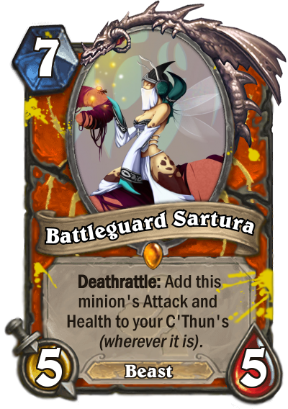 7
Battleguard Sartura
Deathrattle: Add this
minion's Attack and
Health to your C'Thun's
(wherever it is).
5
Beast
5